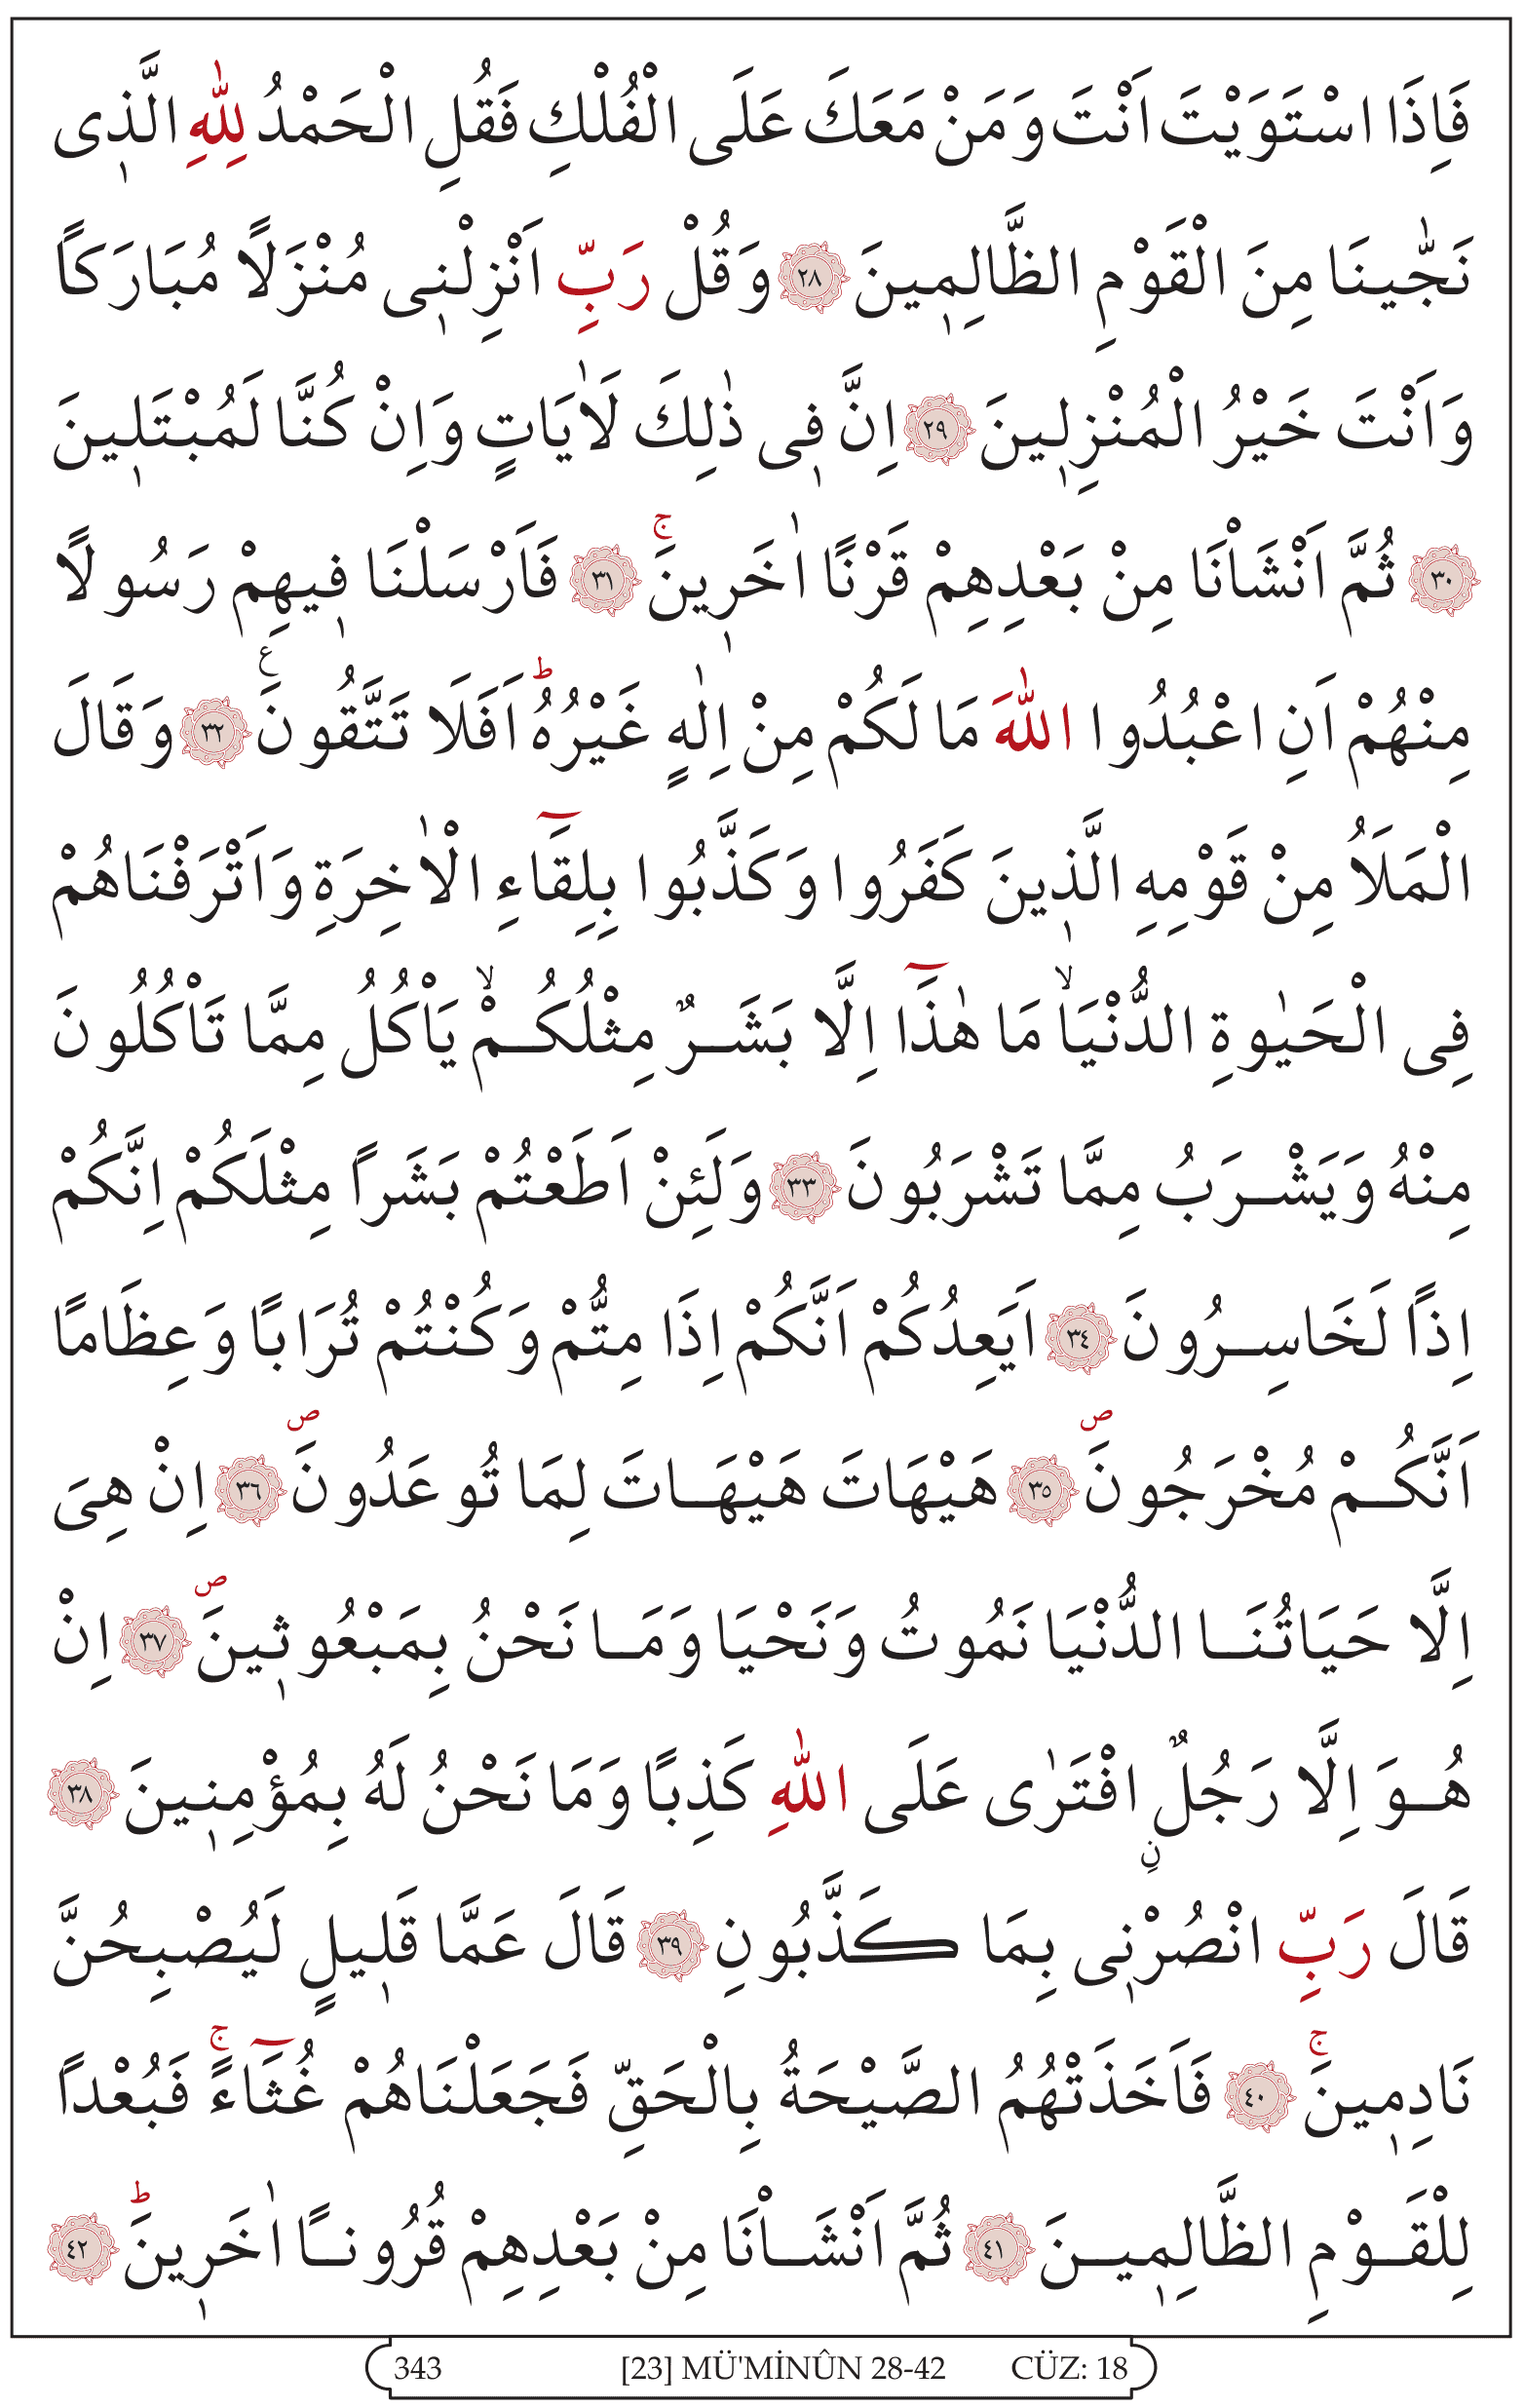 فَاِذَا اسْتَوَيْتَ اَنْتَ وَمَنْ مَعَكَ عَلَى الْفُلْكِ فَقُلِ الْحَمْدُ لِلّٰهِ الَّذ۪ى
نَجّٰينَا مِنَ الْقَوْمِ الظَّالِم۪ينَ ﴿٢٨﴾ وَقُلْ رَبِّ اَنْزِلْن۪ى مُنْزَلًا مُبَارَكًا
وَاَنْتَ خَيْرُ الْمُنْزِل۪ينَ ﴿٢٩﴾ اِنَّ ف۪ى ذٰلِكَ لَاٰيَاتٍ وَاِنْ كُنَّا لَمُبْتَل۪ينَ
﴿٣٠﴾ ثُمَّ اَنْشَاْنَا مِنْ بَعْدِهِمْ قَرْنًا اٰخَر۪ينَۚ ﴿٣١﴾ فَاَرْسَلْنَا ف۪يهِمْ رَسُولًا
مِنْهُمْ اَنِ اعْبُدُوا اللّٰهَ مَا لَكُمْ مِنْ اِلٰهٍ غَيْرُهُۜ اَفَلَا تَتَّقُونَ۟ ﴿٣٢﴾ وَقَالَ
الْمَلَاُ مِنْ قَوْمِهِ الَّذ۪ينَ كَفَرُوا وَكَذَّبُوا بِلِقَٓاءِ الْاٰخِرَةِ وَاَتْرَفْنَاهُمْ
فِى الْحَيٰوةِ الدُّنْيَاۙ مَا هٰذَٓا اِلَّا بَشَرٌ مِثْلُكُمْۙ يَاْكُلُ مِمَّا تَاْكُلُونَ
مِنْهُ وَيَشْرَبُ مِمَّا تَشْرَبُونَ ﴿٣٣﴾ وَلَئِنْ اَطَعْتُمْ بَشَرًا مِثْلَكُمْ اِنَّكُمْ
اِذًا لَخَاسِرُونَ ﴿٣٤﴾ اَيَعِدُكُمْ اَنَّكُمْ اِذَا مِتُّمْ وَكُنْتُمْ تُرَابًا وَعِظَامًا
اَنَّكُمْ مُخْرَجُونَۖ ﴿٣٥﴾ هَيْهَاتَ هَيْهَاتَ لِمَا تُوعَدُونَۖ ﴿٣٦﴾ اِنْ هِىَ
اِلَّا حَيَاتُنَا الدُّنْيَا نَمُوتُ وَنَحْيَا وَمَا نَحْنُ بِمَبْعُوث۪ينَۖ ﴿٣٧﴾ اِنْ
هُوَ اِلَّا رَجُلٌۨ افْتَرٰى عَلَى اللّٰهِ كَذِبًا وَمَا نَحْنُ لَهُ بِمُؤْمِن۪ينَ ﴿٣٨﴾
قَالَ رَبِّ انْصُرْن۪ى بِمَا كَذَّبُونِ ﴿٣٩﴾ قَالَ عَمَّا قَل۪يلٍ لَيُصْبِحُنَّ
نَادِم۪ينَۚ ﴿٤٠﴾ فَاَخَذَتْهُمُ الصَّيْحَةُ بِالْحَقِّ فَجَعَلْنَاهُمْ غُثَٓاءًۚ فَبُعْدًا
لِلْقَوْمِ الظَّالِم۪ينَ ﴿٤١﴾ ثُمَّ اَنْشَاْنَا مِنْ بَعْدِهِمْ قُرُونًا اٰخَر۪ينَۜ ﴿٤٢﴾
343 [23] MÜ'MİNÛN 28-42 CÜZ: 18